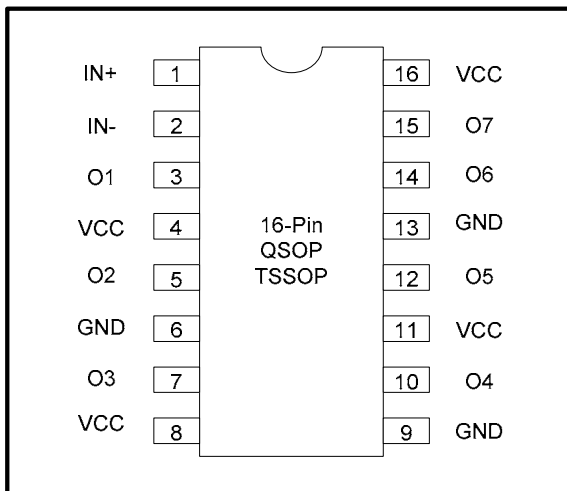 IN+ 1 16 VCC
IN- 2 15 O7
O1 3 14 O6
VCC 4 13 GND
16-Pin
QSOP
TSSOP
O2 5 12 O5
GND 6 11 VCC
O3 7 10 O4
VCC 8 9 GND